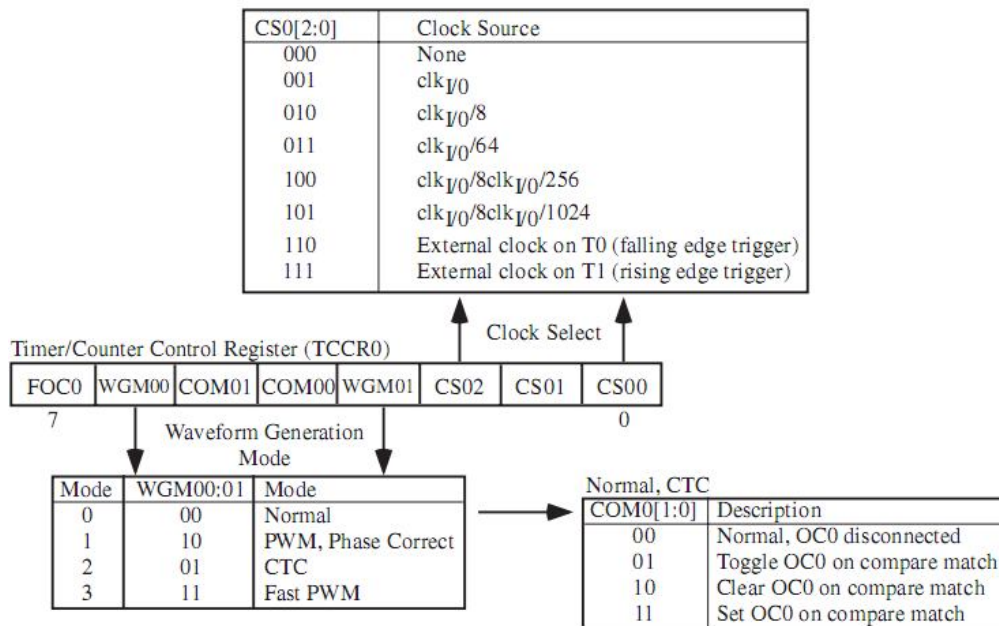 CS0[2:0] Clock Source
000 None
001 clkI/0
010 clkI/0/8
011 clkI/0/64
100 clkI/0/8clkI/0/256
101 clkI/0/8clkI/0/1024
110 External clock on T0 (falling edge trigger)
111 External clock on T1 (rising edge trigger)
Clock Select
Timer/Counter Control Register (TCCR0)
FOC0 WGM00 COM01 COM00 WGM01 CS02 CS01 CS00
7 0
Waveform Generation
Mode
Mode WGM00:01 Mode
0 00 Normal
1 10 PWM, Phase Correct
2 01 CTC
3 11 Fast PWM
Normal, CTC
COM0[1:0] Description
00 Normal, OC0 disconnected
01 Toggle OC0 on compare match
10 Clear OC0 on compare match
11 Set OC0 on compare match